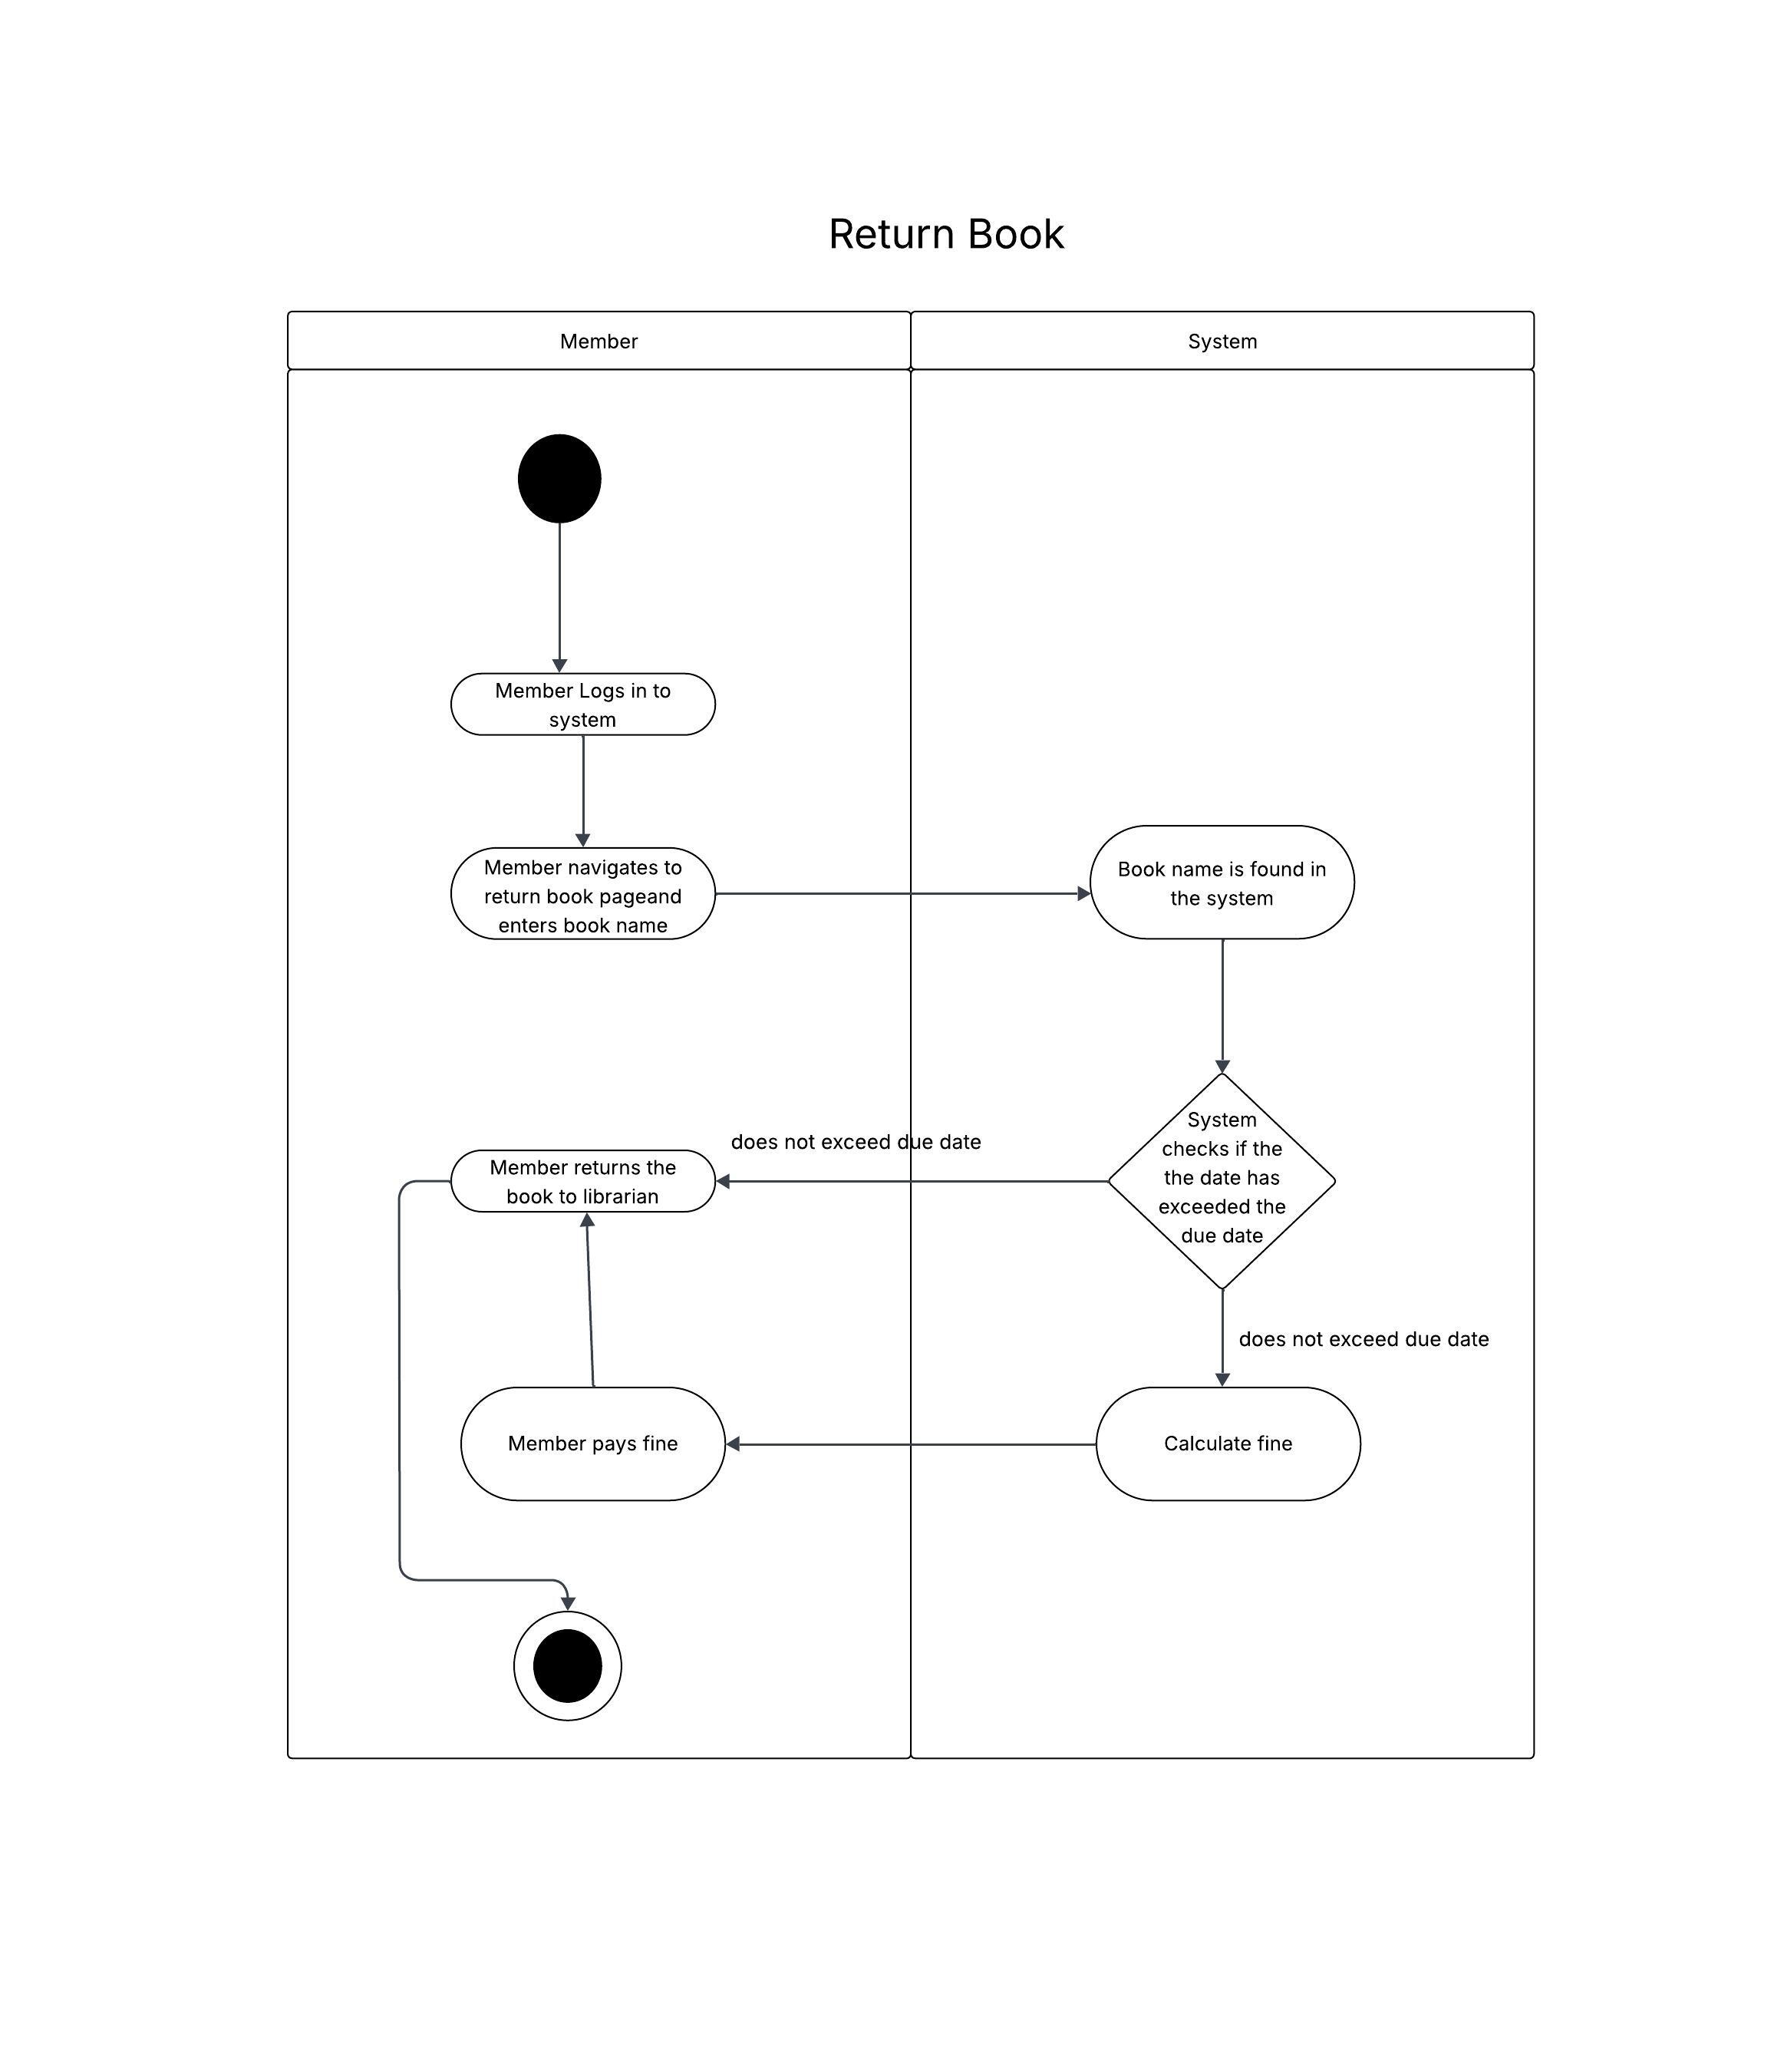 Return Book
Member
System
Member Logs in to
system
Member navigates to
return book pageand
enters book name
Book name is found in
the system
System
checks if the
the date has
exceeded the
due date
does not exceed due date
Member returns the
book to librarian
does not exceed due date
Calculate fine
Member pays fine